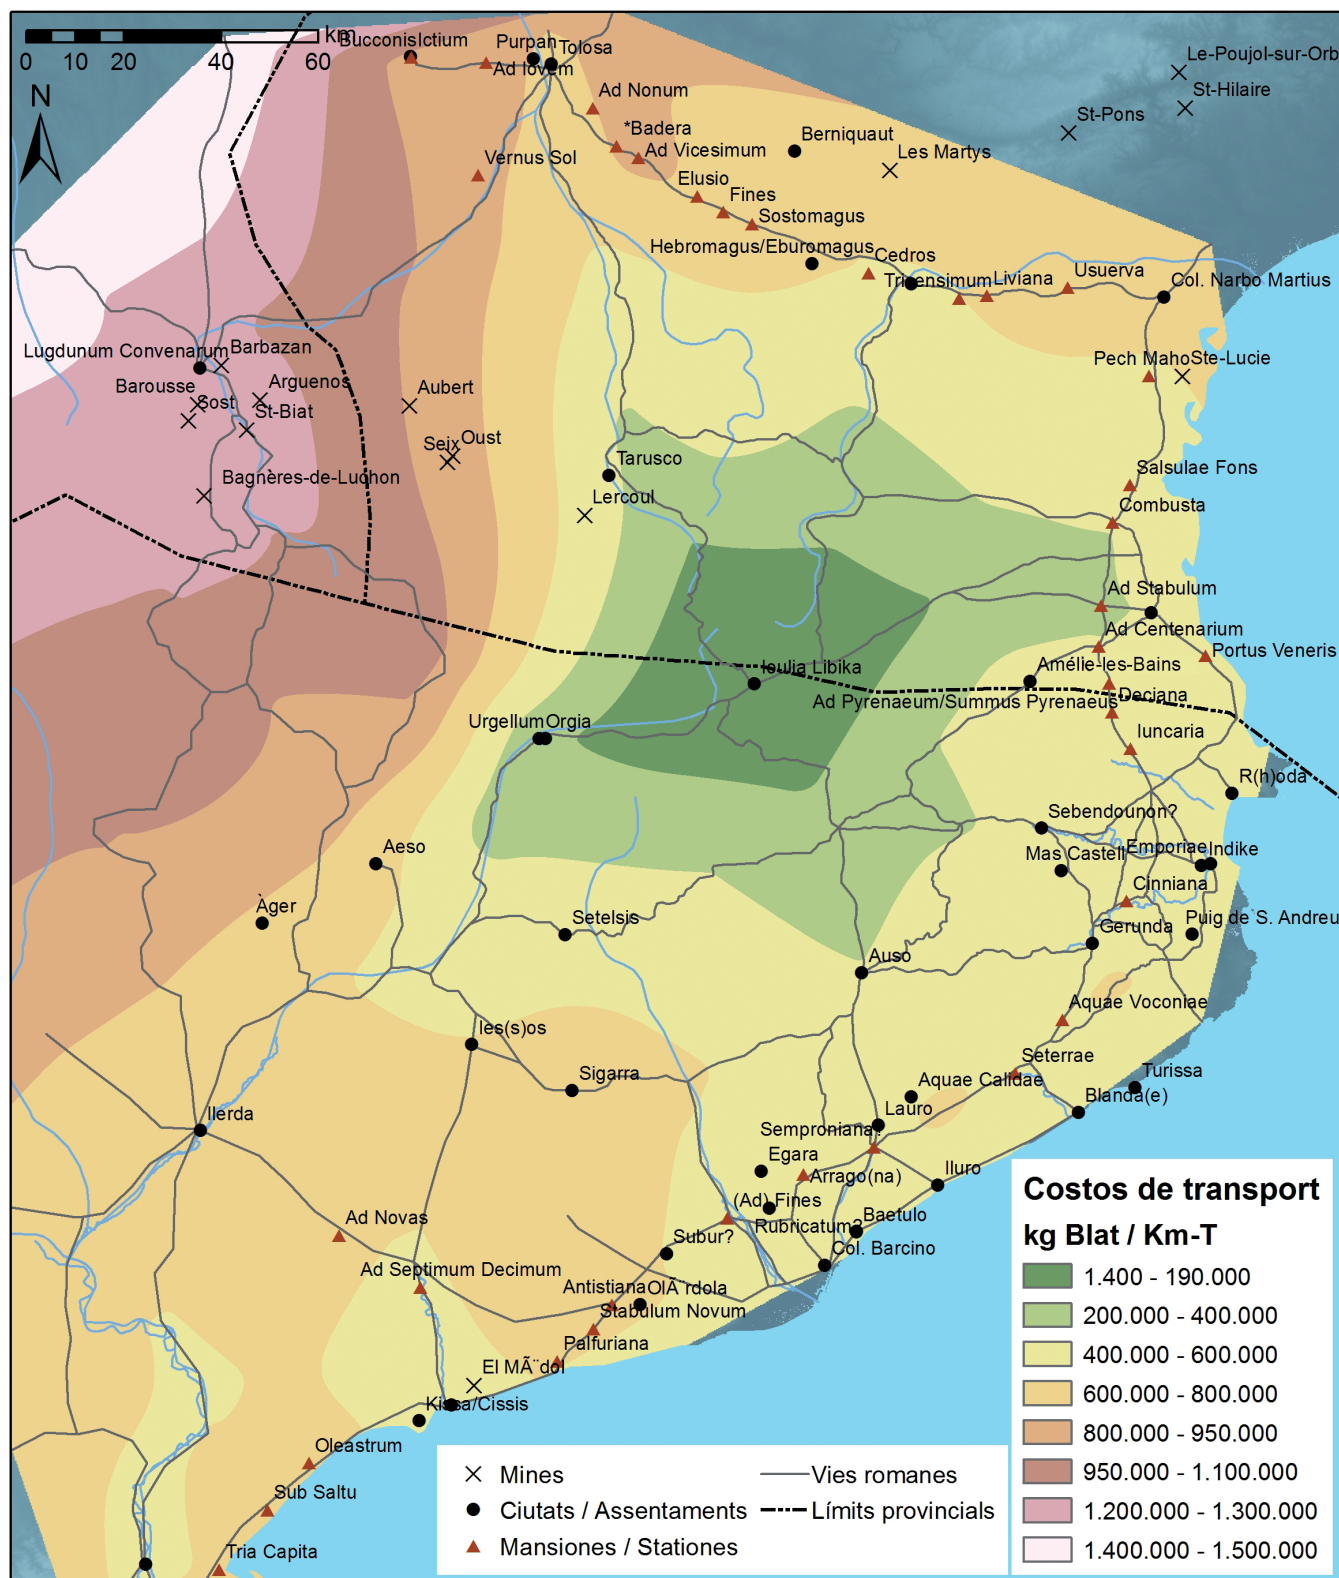 km
0 10 20 40 60
N
BucconisIctium
Purpan
Tolosa
Ad Iovem
Ad Nonum
*Badera
Ad Vicesimum
Vernus Sol
Berniquaut
Les Martys
Le-Poujol-sur-Orb
St-Hilaire
St-Pons
Elusio
Fines
Sostomagus
Hebromagus/Eburomagus
Cedros
Tricensimum
Liviana
Usuerva
Col. Narbo Martius
Lugdunum Convenarum
Barbazan
Barousse
Sost
Arguenos
St-Biat
Bagnères-de-Luchon
Aubert
Seix
Oust
Pech Maho
Ste-Lucie
Tarusco
Lercoul
Salsulae Fons
Combusta
Ad Stabulum
Ad Centenarium
Portus Veneris
Amélie-les-Bains
Deciana
Ioulia Libika
Ad Pyrenaeum/Summus Pyrenaeus
Iuncaria
Urgellum
Orgia
R(h)oda
Sebendounon?
Mas Castell
Emporiae
Indike
Aeso
Àger
Setelsis
Cinniana
Puig de S. Andreu
Gerunda
Auso
Aquae Voconiae
Ies(s)os
Sigarra
Seterrae
Turissa
Aquae Calidae
Blanda(e)
Ilerda
Lauro
Semproniana?
Egara
Arrago(na)
Iluro
(Ad) Fines
Rubricatum?
Baetulo
Ad Novas
Subur?
Col. Barcino
Ad Septimum Decimum
Antistiana
OlÃ¨rdola
Stabulum Novum
Palfuriana
El MÃ¨dol
Kissa/Cissis
Oleastrum
Sub Saltu
Tria Capita
Costos de transport
kg Blat / Km-T
1.400 - 190.000
200.000 - 400.000
400.000 - 600.000
600.000 - 800.000
800.000 - 950.000
950.000 - 1.100.000
1.200.000 - 1.300.000
1.400.000 - 1.500.000
Mines
Ciutats / Assentaments
Mansiones / Stationes
Vies romanes
Límits provincials